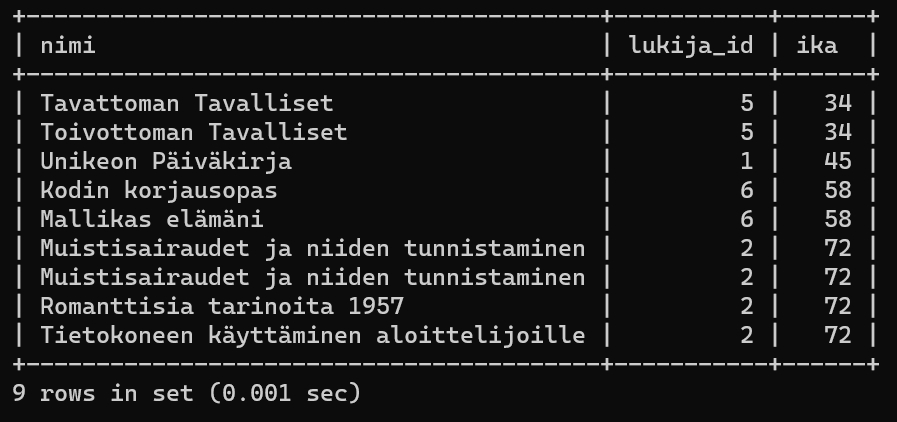 +-----------------------------------------+-----------+------+
| nimi                                    | lukija_id | ika  |
+-----------------------------------------+-----------+------+
| Tavattoman Tavalliset                   |         5 |   34 |
| Toivottoman Tavalliset                  |         5 |   34 |
| Unikeon Päiväkirja                      |         1 |   45 |
| Kodin korjausopas                       |         6 |   58 |
| Mallikas elämäni                        |         6 |   58 |
| Muistisairaudet ja niiden tunnistaminen |         2 |   72 |
| Muistisairaudet ja niiden tunnistaminen |         2 |   72 |
| Romanttisia tarinoita 1957              |         2 |   72 |
| Tietokoneen käyttäminen aloittelijoille |         2 |   72 |
+-----------------------------------------+-----------+------+
9 rows in set (0.001 sec)